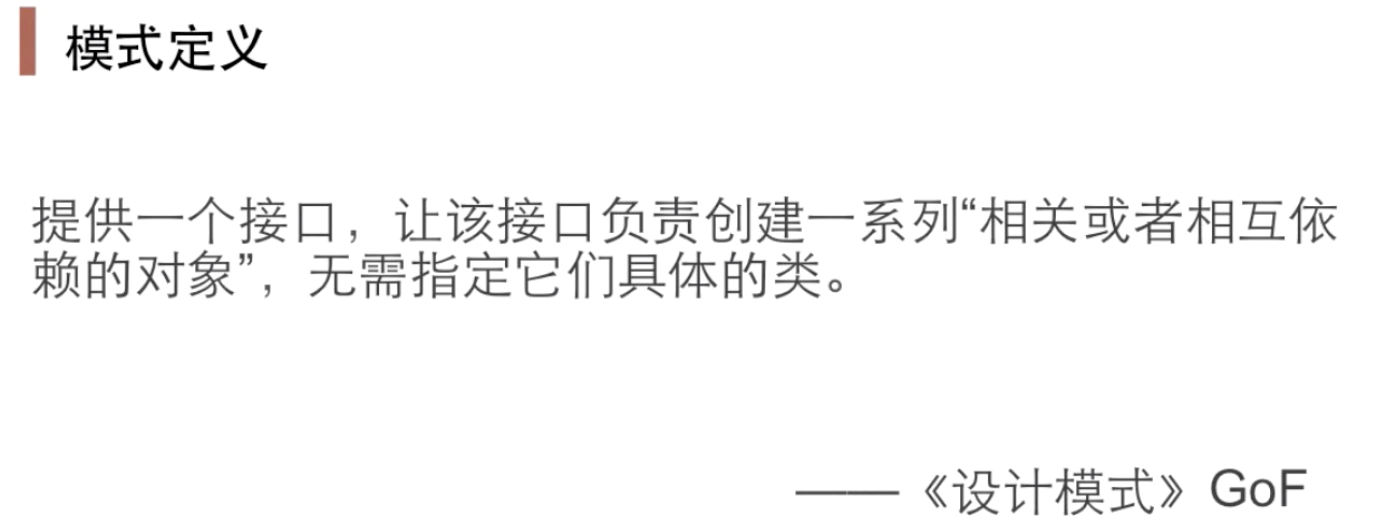 模式定义
提供一个接口，让该接口负责创建一系列“相关或者相互依
赖的对象”，无需指定它们具体的类。
——《设计模式》GoF